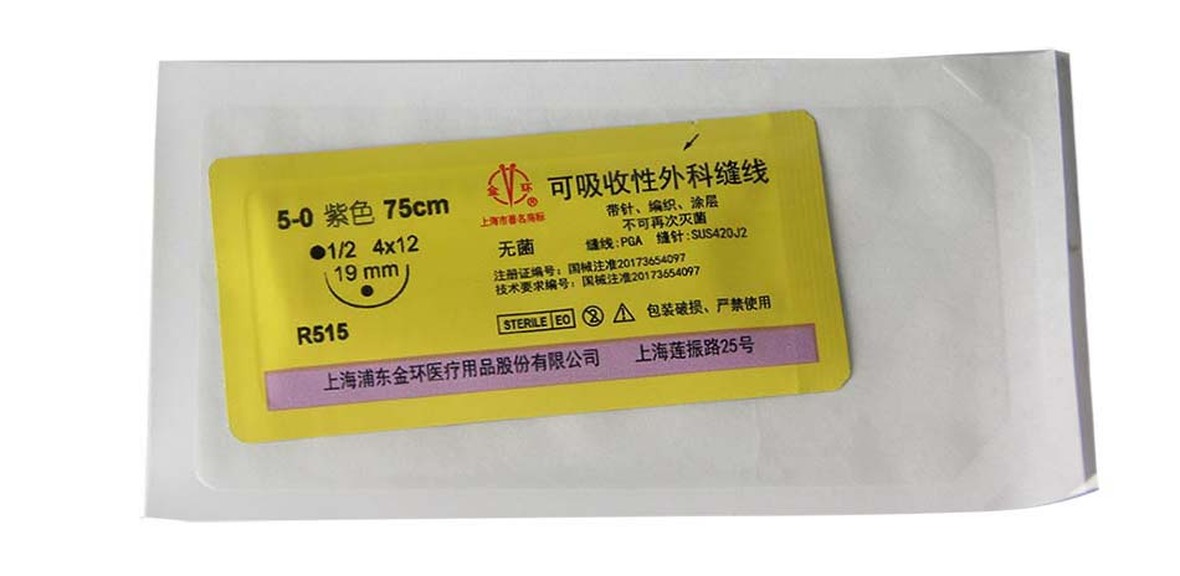 5-0 紫色 75cm
1/2 4x12
19 mm
R515
金环®
上海市著名商标
可吸收性外科缝线
带针、编织、涂层
不可再次灭菌
无菌 缝线:PGA 缝针:SUS420J2
注册证编号:国械注准20173654097
技术要求编号:国械注准20173654097
STERILE EO 2 包装破损、严禁使用
上海浦东金环医疗用品股份有限公司 上海莲振路25号